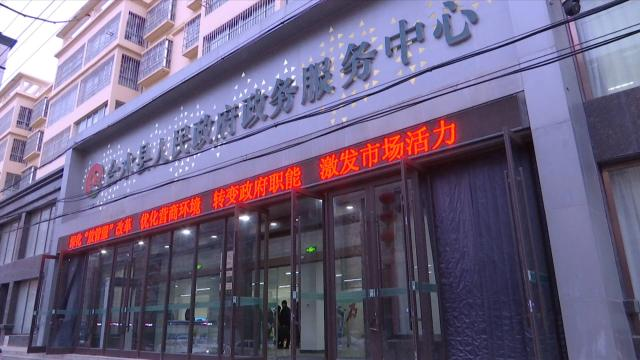 县人民政府政务服务中心
深化“放管服”改革 优化营商环境 转变政府职能 激发市场活力